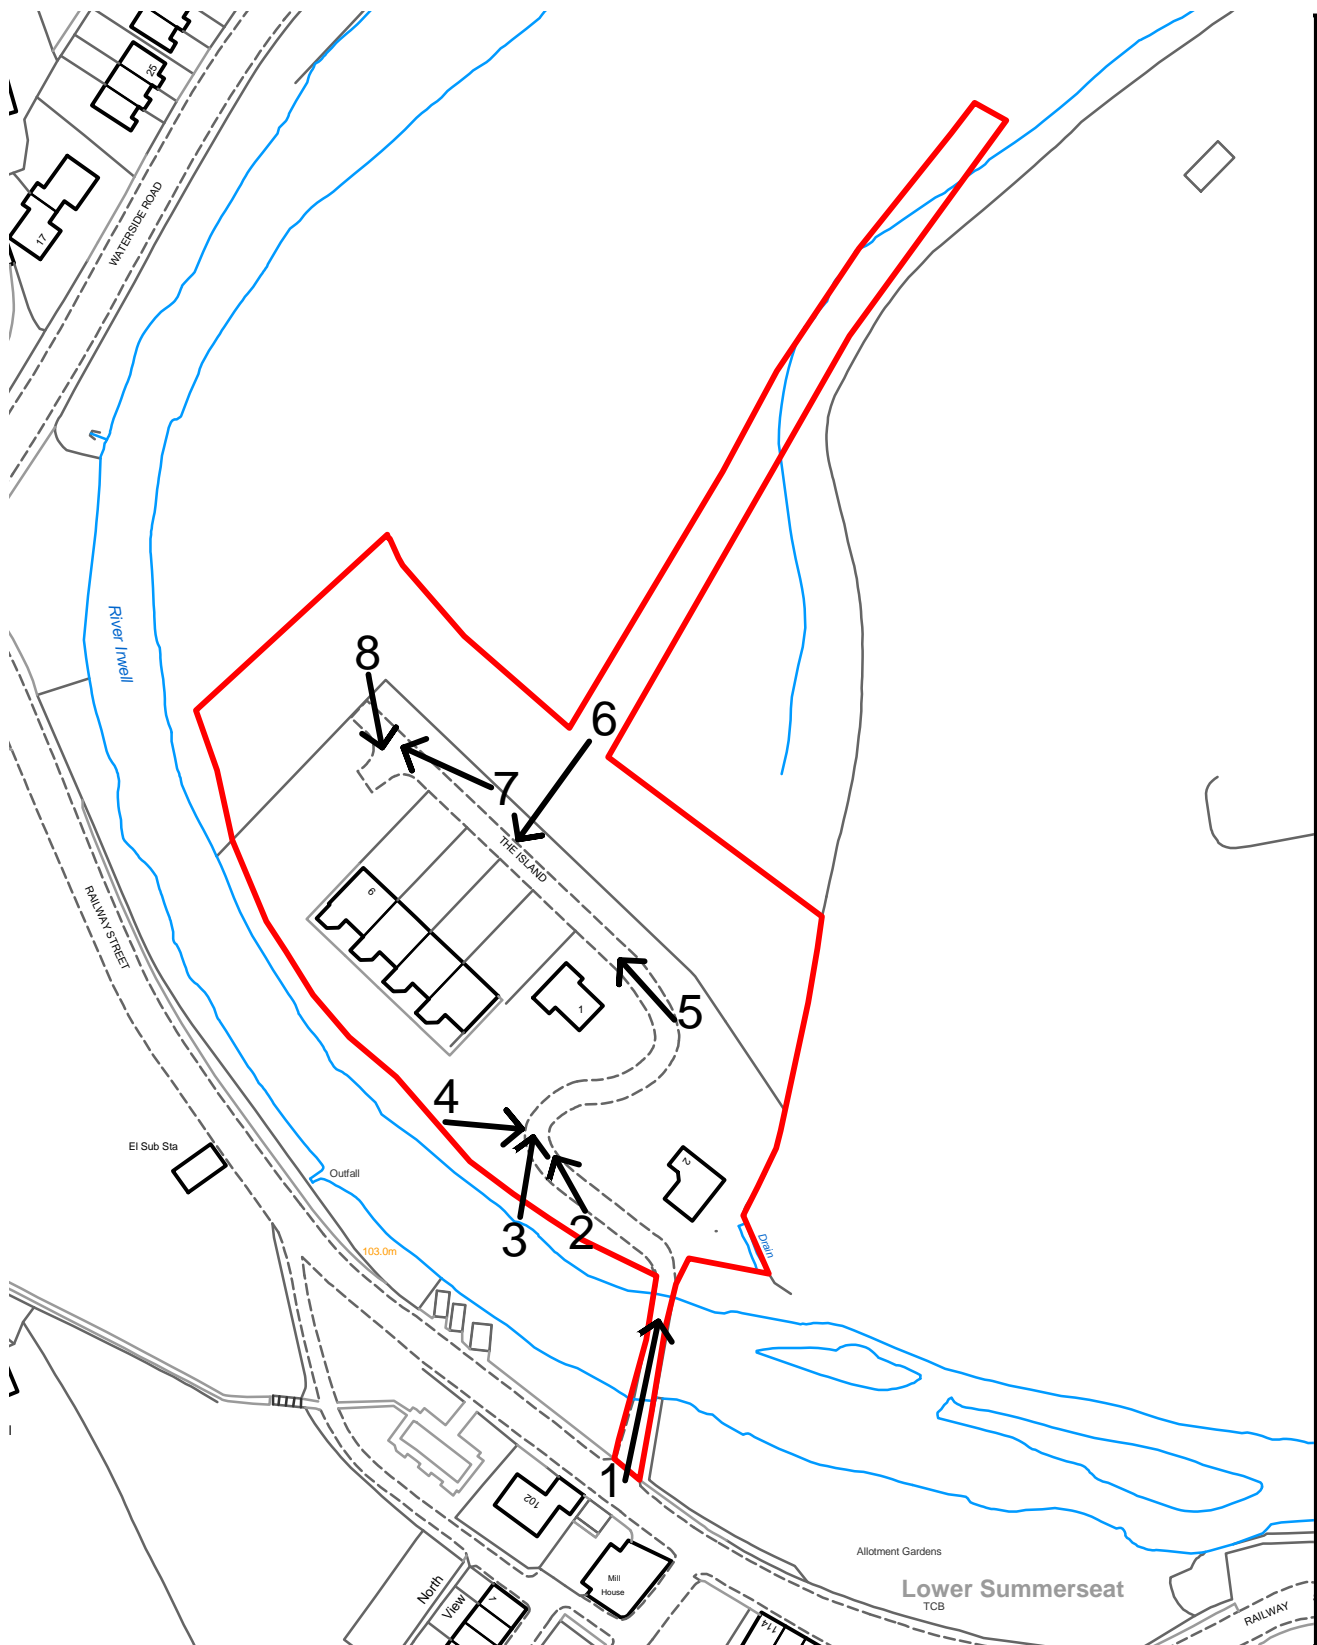 25
17
WATERSIDE ROAD
River Irwell
8
6
7
THE ISLAND
6
RAILWAY STREET
1
5
4
El Sub Sta
Outfall
2
3
2
Drain
103.0m
1
102
Mill
House
North
View
7
114
Allotment Gardens
Lower Summerseat
TCB
RAILWAY